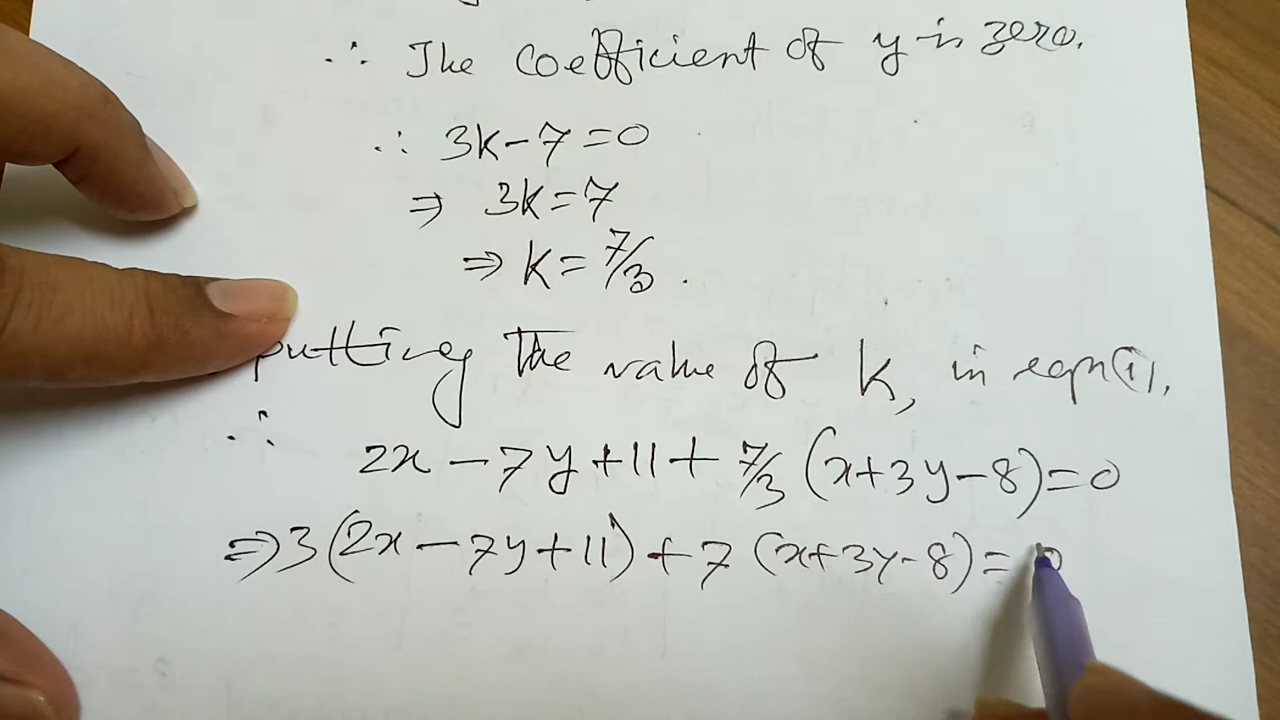 ∴ The coefficient of y is zero.
∴ 3k-7=0
⇒ 3k=7
⇒ k=7/3.
putting the value of k, in eqn(i),
∴
2x-7y+11+7/3(x+3y-8)=0
⇒3(2x-7y+11)+7(x+3y-8)=0